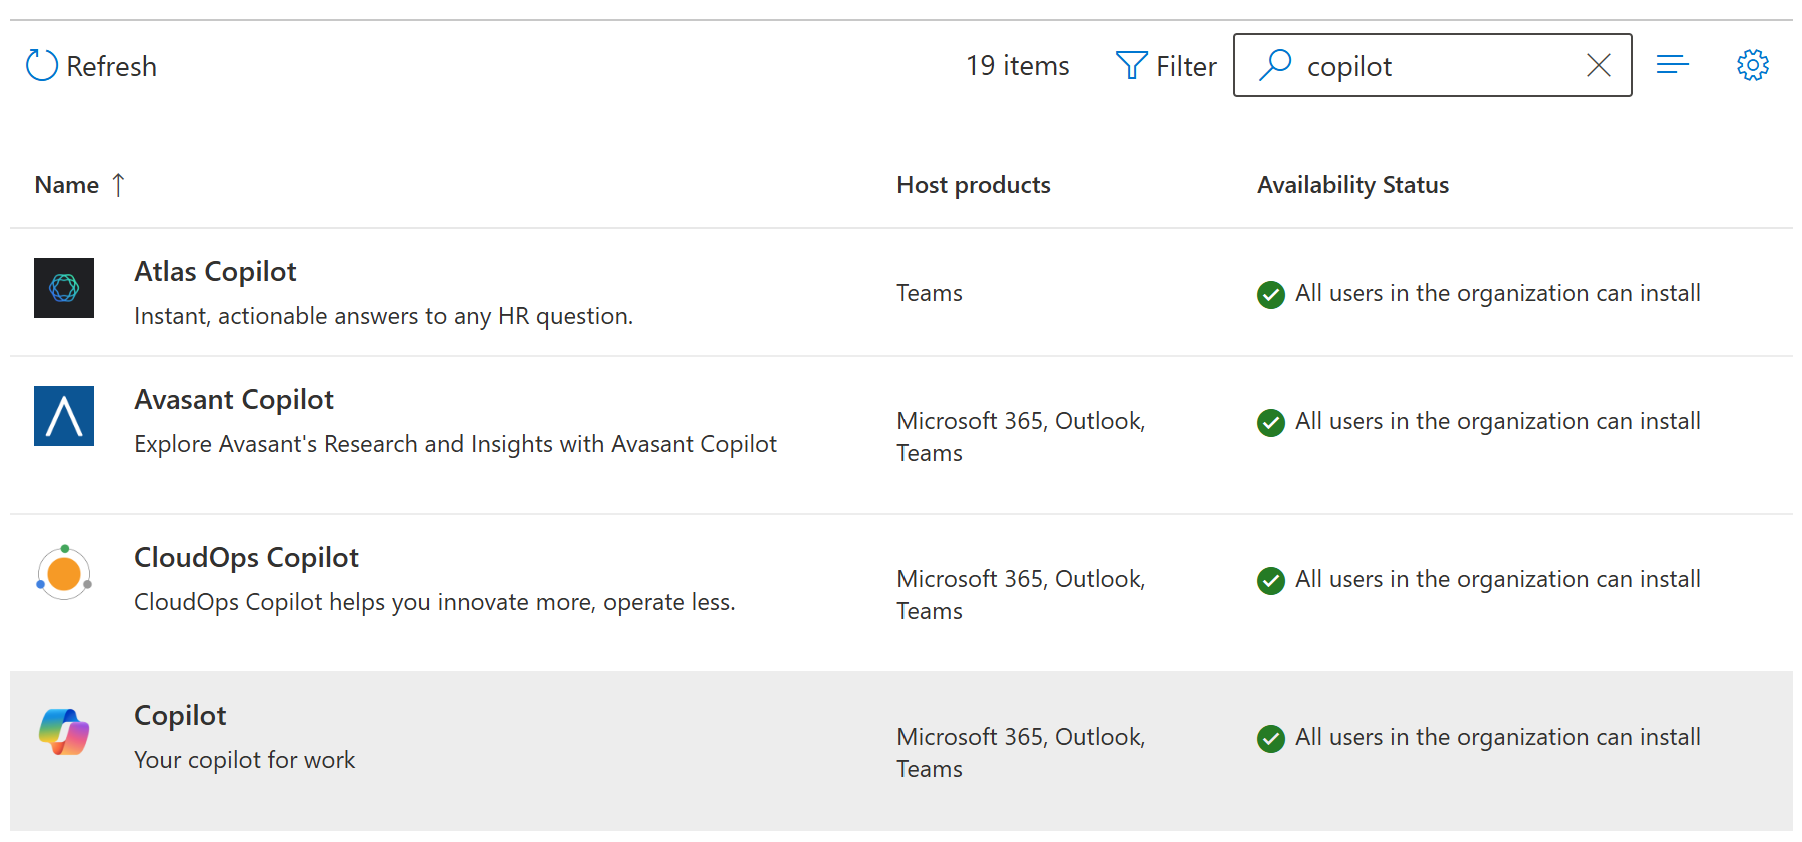 Refresh
19 items
Filter
copilot
Name ↑
Host products
Availability Status
Atlas Copilot
Instant, actionable answers to any HR question.
Teams
All users in the organization can install
Avasant Copilot
Explore Avasant's Research and Insights with Avasant Copilot
Microsoft 365, Outlook,
Teams
All users in the organization can install
CloudOps Copilot
CloudOps Copilot helps you innovate more, operate less.
Microsoft 365, Outlook,
Teams
All users in the organization can install
Copilot
Your copilot for work
Microsoft 365, Outlook,
Teams
All users in the organization can install